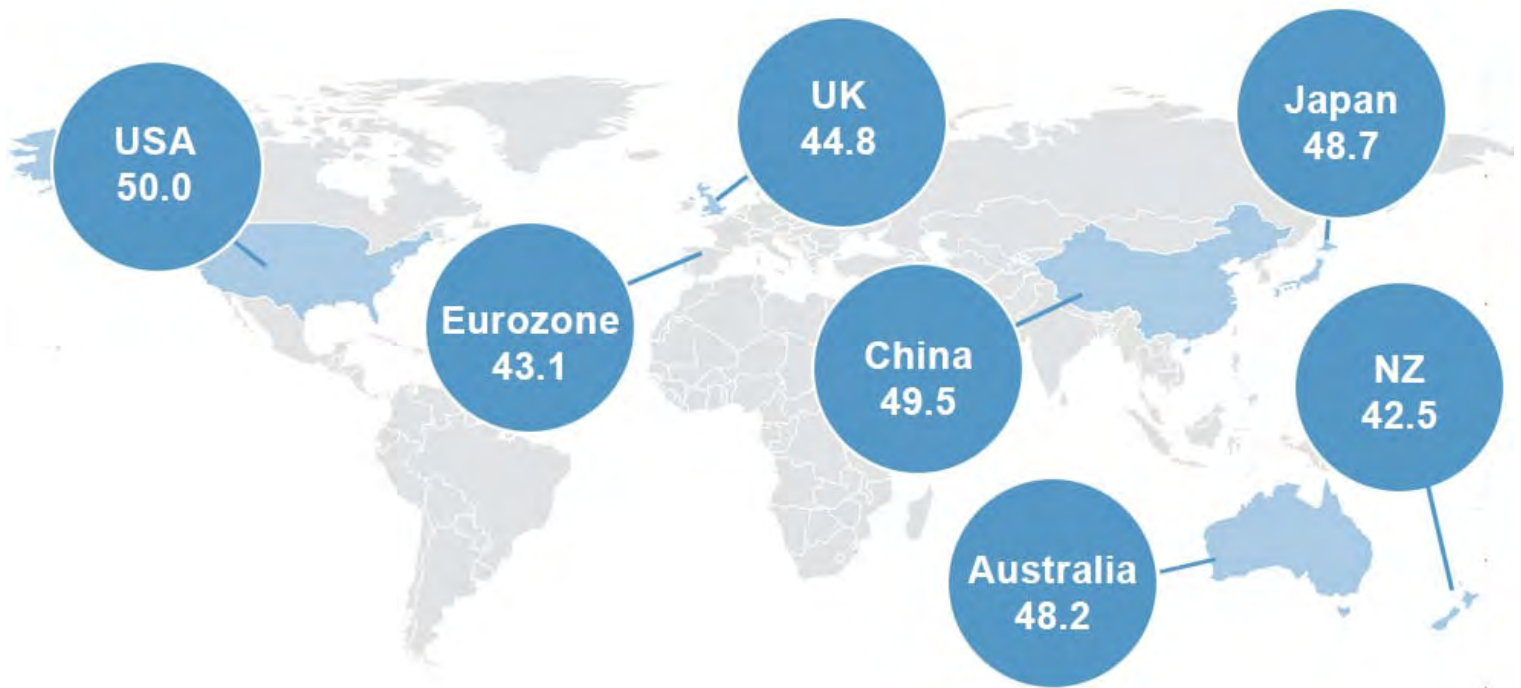 USA
50.0
UK
44.8
Japan
48.7
Eurozone
43.1
China
49.5
NZ
42.5
Australia
48.2